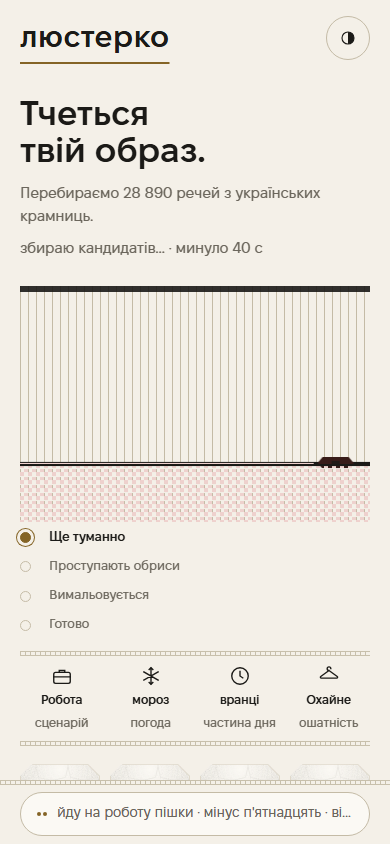 люстерко
Тчеться
твій образ.
Перебираємо 28 890 речей з українських
крамниць.
збираю кандидатів... · минуло 40 с
Ще туманно
Проступають обриси
Вимальовується
Готово
Робота мороз вранці Охайне
сценарій погода частина дня ошатність
йду на роботу пішки · мінус п'ятнадцять · ві...